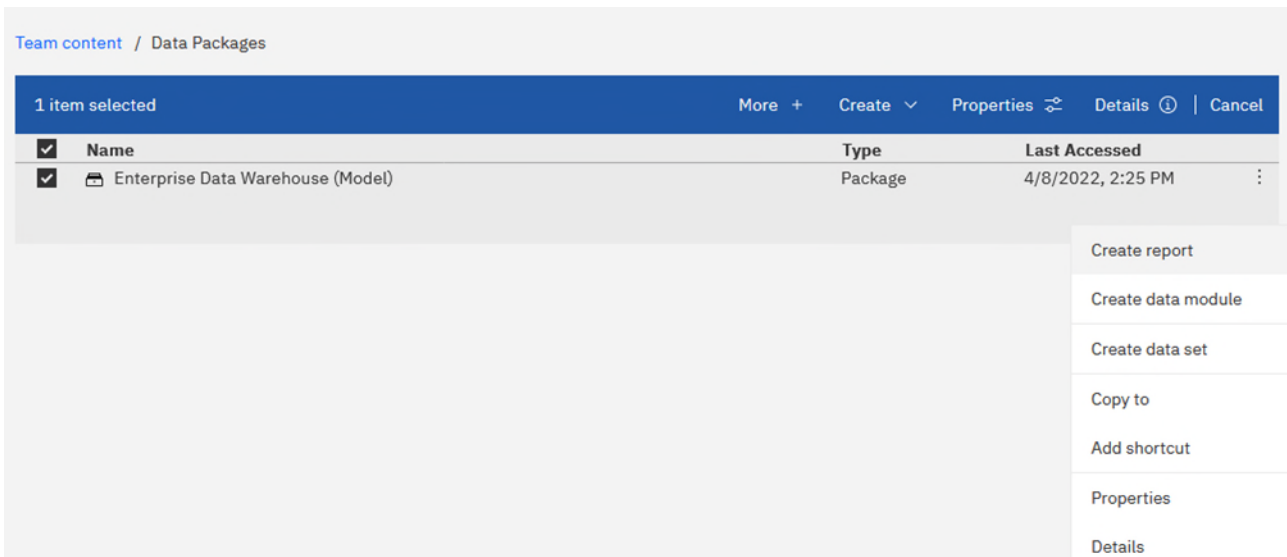 Team content / Data Packages
1 item selected More + Create Properties Details | Cancel
Name Type Last Accessed
Enterprise Data Warehouse (Model) Package 4/8/2022, 2:25 PM
Create report
Create data module
Create data set
Copy to
Add shortcut
Properties
Details